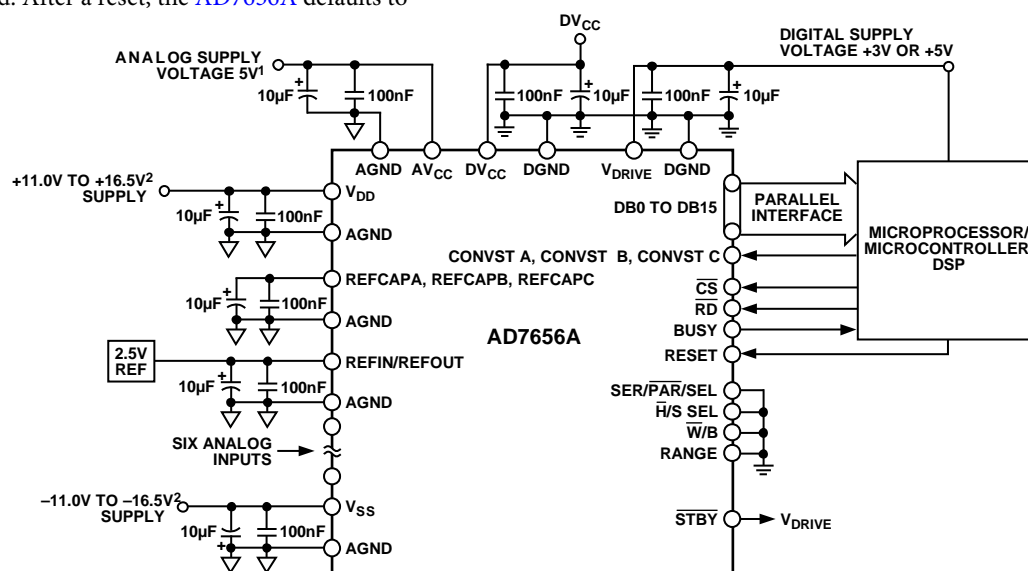 d. After a reset, the AD7656A defaults to
DVCC
DIGITAL SUPPLY
VOLTAGE +3V OR +5V
ANALOG SUPPLY
VOLTAGE 5V1
+
10µF
100nF
100nF
+
10µF
100nF
+
10µF
AGND
AVCC
DVCC
DGND
VDRIVE
DGND
+11.0V TO +16.5V2
SUPPLY
VDD
10µF
+
100nF
AGND
DB0 TO DB15
PARALLEL
INTERFACE
MICROPROCESSOR/
MICROCONTROLLER
DSP
CONVST A, CONVST B, CONVST C
REFCAPA, REFCAPB, REFCAPC
10µF
+
100nF
AGND
CS
RD
BUSY
RESET
AD7656A
2.5V
REF
REFIN/REFOUT
10µF
+
100nF
AGND
SER/PAR/SEL
H/S SEL
W/B
RANGE
SIX ANALOG
INPUTS
–11.0V TO –16.5V2
SUPPLY
VSS
10µF
+
100nF
AGND
STBY
VDRIVE